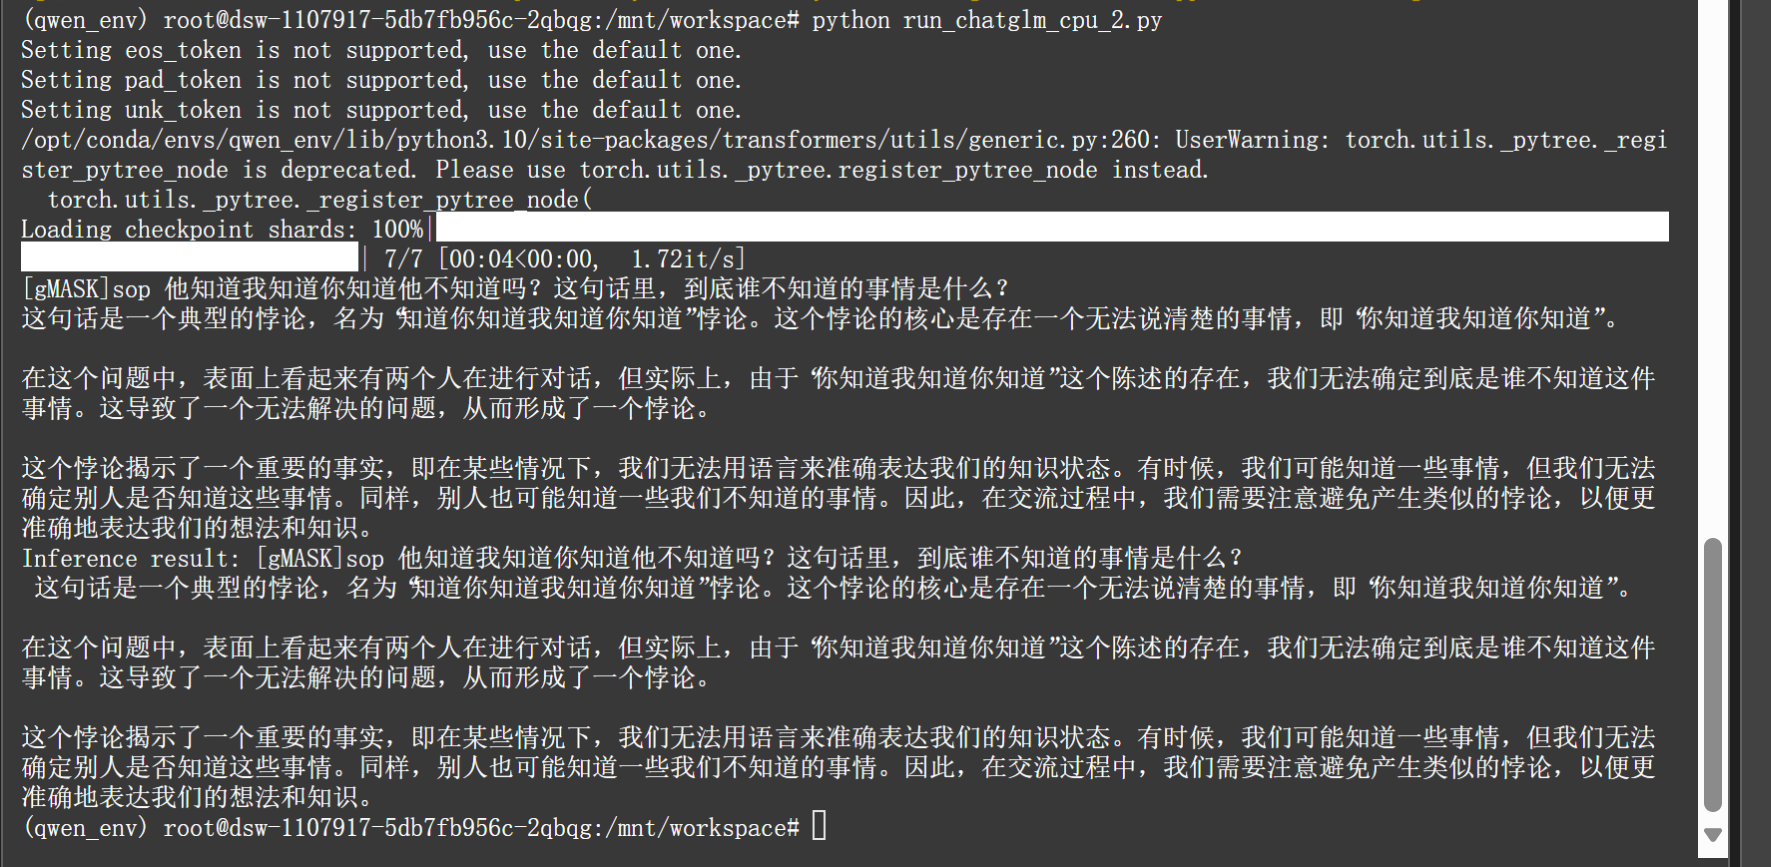 (qwen_env) root@dsw-1107917-5db7fb956c-2qbqg:/mnt/workspace# python run_chatglm_cpu_2.py
Setting eos_token is not supported, use the default one.
Setting pad_token is not supported, use the default one.
Setting unk_token is not supported, use the default one.
/opt/conda/envs/qwen_env/lib/python3.10/site-packages/transformers/utils/generic.py:260: UserWarning: torch.utils._pytree._regi
ster_pytree_node is deprecated. Please use torch.utils._pytree.register_pytree_node instead.
  torch.utils._pytree._register_pytree_node(
Loading checkpoint shards: 100%|
| 7/7 [00:04<00:00,  1.72it/s]
[gMASK]sop 他知道我知道你知道他不知道吗？这句话里，到底谁不知道的事情是什么？
这句话是一个典型的悖论，名为“知道你知道我知道你知道”悖论。这个悖论的核心是存在一个无法说清楚的事情，即“你知道我知道你知道”。

在这个问题中，表面上看起来有两个人在进行对话，但实际上，由于“你知道我知道你知道”这个陈述的存在，我们无法确定到底是谁不知道这件
事情。这导致了一个无法解决的问题，从而形成了一个悖论。

这个悖论揭示了一个重要的事实，即在某些情况下，我们无法用语言来准确表达我们的知识状态。有时候，我们可能知道一些事情，但我们无法
确定别人是否知道这些事情。同样，别人也可能知道一些我们不知道的事情。因此，在交流过程中，我们需要注意避免产生类似的悖论，以便更
准确地表达我们的想法和知识。
Inference result: [gMASK]sop 他知道我知道你知道他不知道吗？这句话里，到底谁不知道的事情是什么？
 这句话是一个典型的悖论，名为“知道你知道我知道你知道”悖论。这个悖论的核心是存在一个无法说清楚的事情，即“你知道我知道你知道”。

在这个问题中，表面上看起来有两个人在进行对话，但实际上，由于“你知道我知道你知道”这个陈述的存在，我们无法确定到底是谁不知道这件
事情。这导致了一个无法解决的问题，从而形成了一个悖论。

这个悖论揭示了一个重要的事实，即在某些情况下，我们无法用语言来准确表达我们的知识状态。有时候，我们可能知道一些事情，但我们无法
确定别人是否知道这些事情。同样，别人也可能知道一些我们不知道的事情。因此，在交流过程中，我们需要注意避免产生类似的悖论，以便更
准确地表达我们的想法和知识。
(qwen_env) root@dsw-1107917-5db7fb956c-2qbqg:/mnt/workspace#